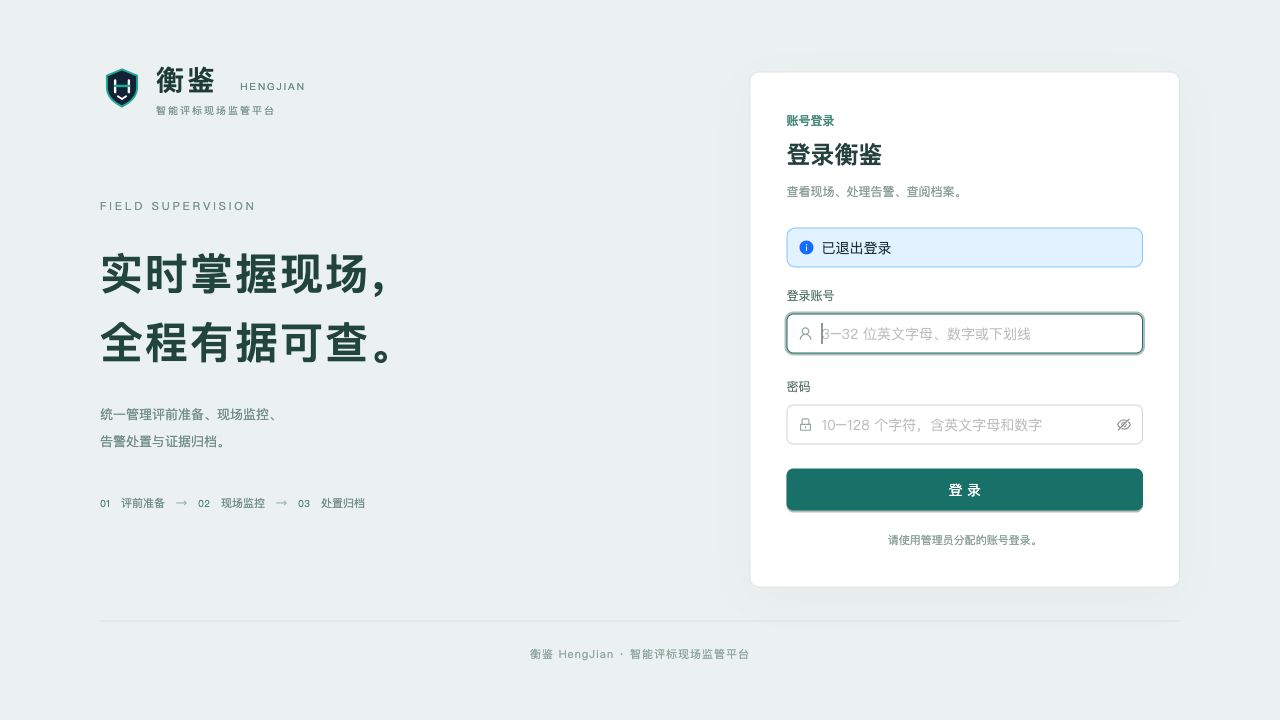 衡鉴 HENGJIAN
智能评标现场监管平台
FIELD SUPERVISION
实时掌握现场，
全程有据可查。
统一管理评前准备、现场监控、
告警处置与证据归档。
01 评前准备 → 02 现场监控 → 03 处置归档
账号登录
登录衡鉴
查看现场、处理告警、查阅档案。
已退出登录
登录账号
3–32 位英文字母、数字或下划线
密码
10–128 个字符，含英文字母和数字
登 录
请使用管理员分配的账号登录。
衡鉴 HengJian · 智能评标现场监管平台